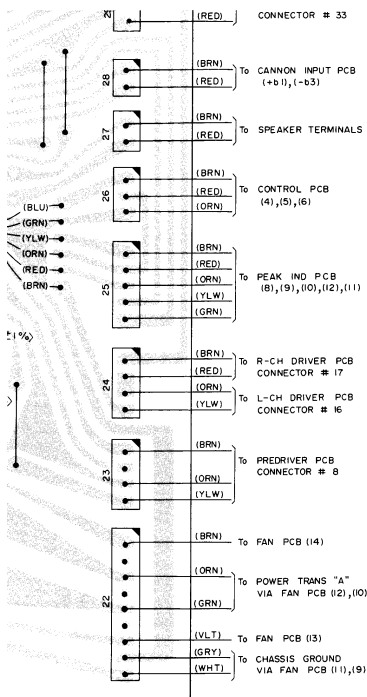 29 (RED) CONNECTOR # 33
28 (BRN) To CANNON INPUT PCB
(RED) (+b1),(-b3)
27 (BRN) To SPEAKER TERMINALS
(RED)
26 (BRN) To CONTROL PCB
(RED) (4),(5),(6)
(ORN)
(BLU)
(GRN)
(YLW)
(ORN)
(RED)
(BRN)
25 (BRN)
(RED)
(ORN) To PEAK IND PCB
(YLW) (8),(9),(10),(12),(11)
(GRN)
±1%)
24 (BRN) To R-CH DRIVER PCB
(RED) CONNECTOR # 17
(ORN) To L-CH DRIVER PCB
(YLW) CONNECTOR # 16
23 (BRN) To PREDRIVER PCB
(ORN) CONNECTOR # 8
(YLW)
22 (BRN) To FAN PCB (14)
(ORN) To POWER TRANS "A"
(GRN) VIA FAN PCB (12),(10)
(VLT) To FAN PCB (13)
(GRY) To CHASSIS GROUND
(WHT) VIA FAN PCB (11),(9)